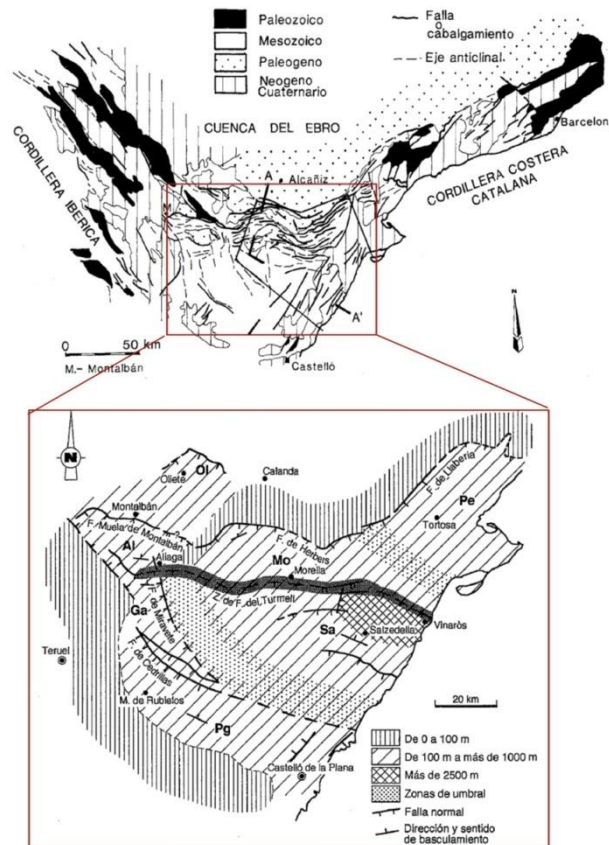 Paleozoico
Mesozoico
Paleogeno
Neogeno
Cuaternario
Falla
o
cabalgamiento
Eje anticlinal
CUENCA DEL EBRO
CORDILLERA IBERICA
CORDILLERA COSTERA
CATALANA
Barcelon
Alcañiz
A
M
A'
Castelló
0 50 km
M.- Montalbán
N
N
Ol
Oliete
Calanda
Montalbán
F. Muela de Montalbán
Al
Aliaga
F. de Herbers
Mo
Morella
F. de Llaberia
Pe
Tortosa
Z. de F. del Turmell
Ga
F. de Miravete
Sa
Salzedella
Vinaròs
Teruel
F. de Cedrillas
M. de Rubielos
Pg
Castelló de la Plana
20 km
De 0 a 100 m
De 100 m a más de 1000 m
Más de 2500 m
Zonas de umbral
Falla normal
Dirección y sentido
de basculamiento